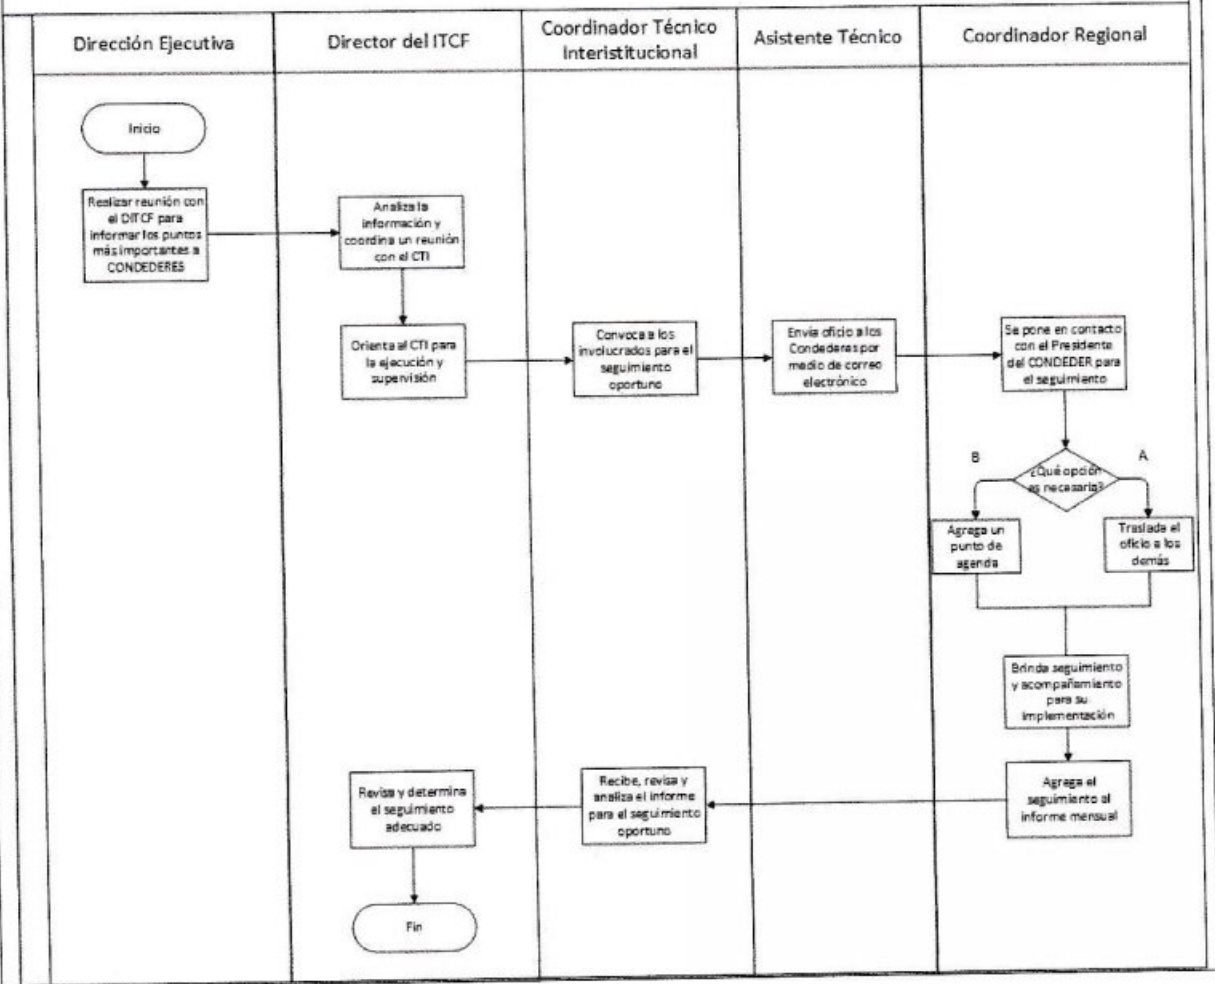 Dirección Ejecutiva
Director del ITCF
Coordinador Técnico
Interistitucional
Asistente Técnico
Coordinador Regional
Inicio
Realizar reunión con
el DITCF para
informar los puntos
más importantes a
CONDEDERES
Analiza la
información y
coordina un reunión
con el CTI
Orienta al CTI para
la ejecución y
supervisión
Convoca a los
involucrados para el
seguimiento
oportuno
Envía oficio a los
Condederes por
medio de correo
electrónico
Se pone en contacto
con el Presidente
del CONDEDER para
el seguimiento
B
¿Qué opción
es necesaria?
A
Agrega un
punto de
agenda
Traslada el
oficio a los
demás
Brinda seguimiento
y acompañamiento
para su
implementación
Agrega el
seguimiento al
informe mensual
Recibe, revisa y
analiza el informe
para el seguimiento
oportuno
Revisa y determina
el seguimiento
adecuado
Fin